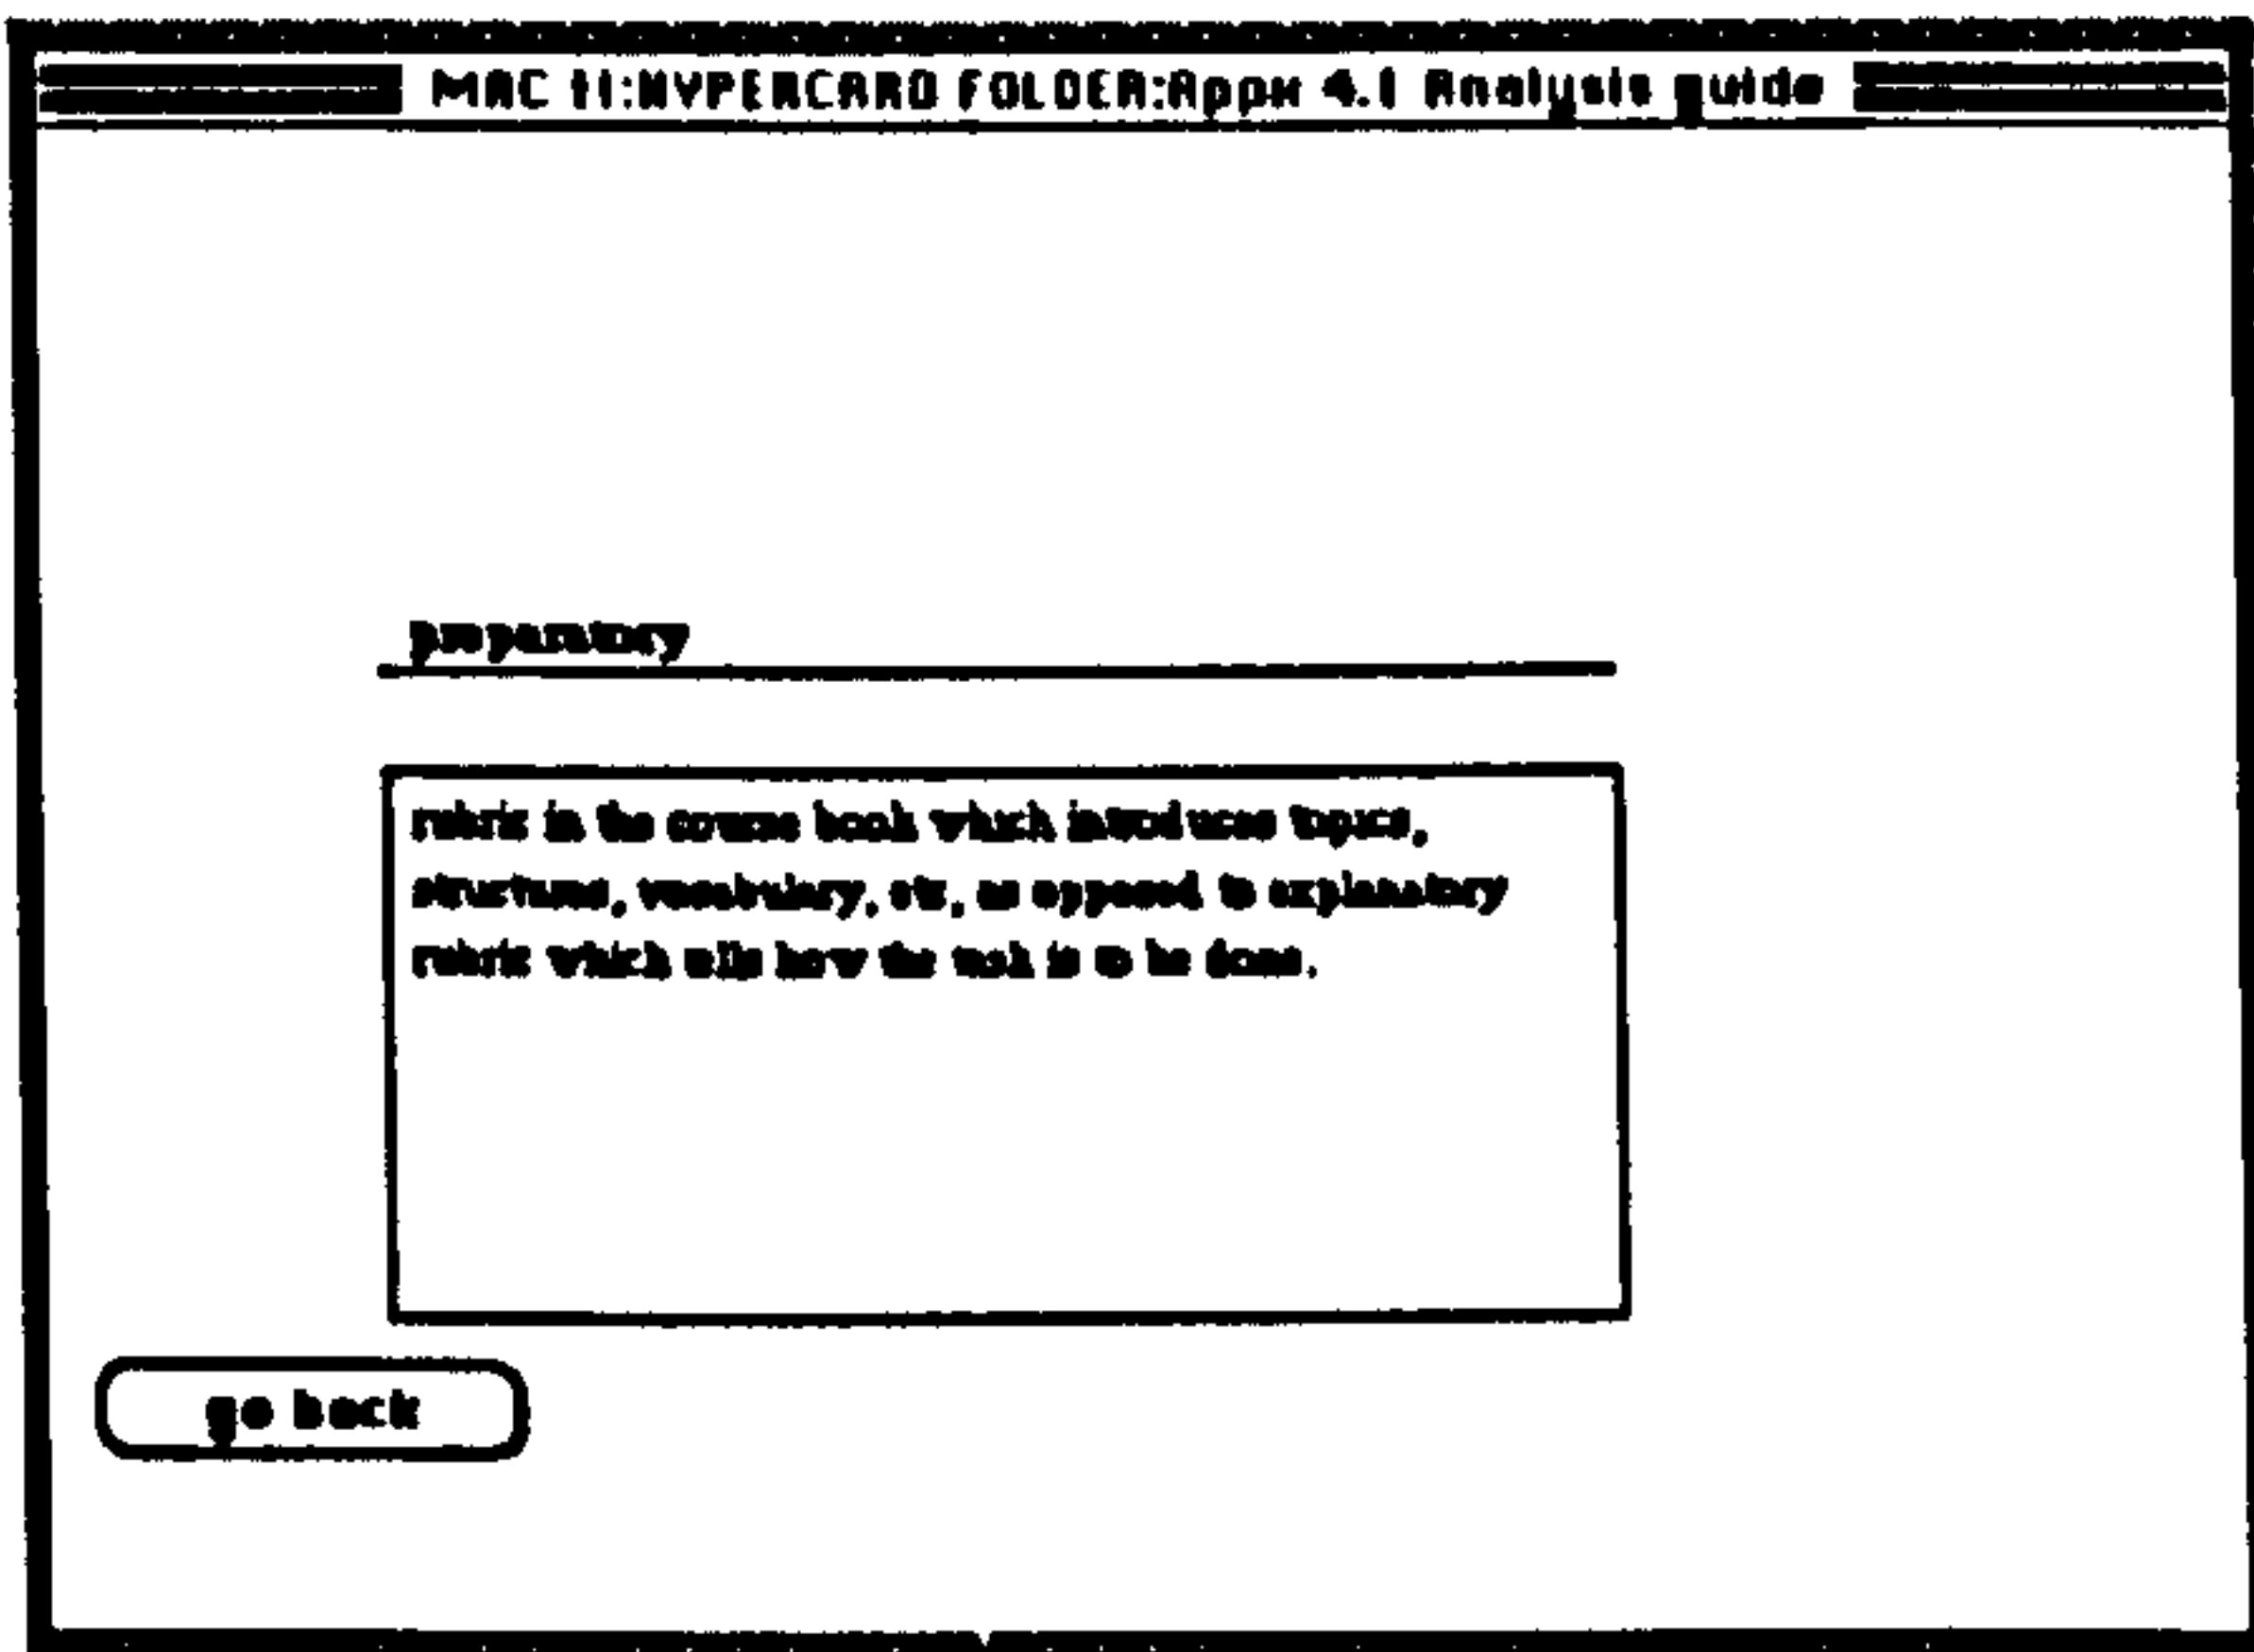 MAC II:HYPERCARD FOLDER:Appx 4.1 Analysis guide
preparatory
rubric in the course book which introduces topics,
structures, vocabulary, etc, as opposed to explanatory
rubric which tells how the task is to be done.
go back